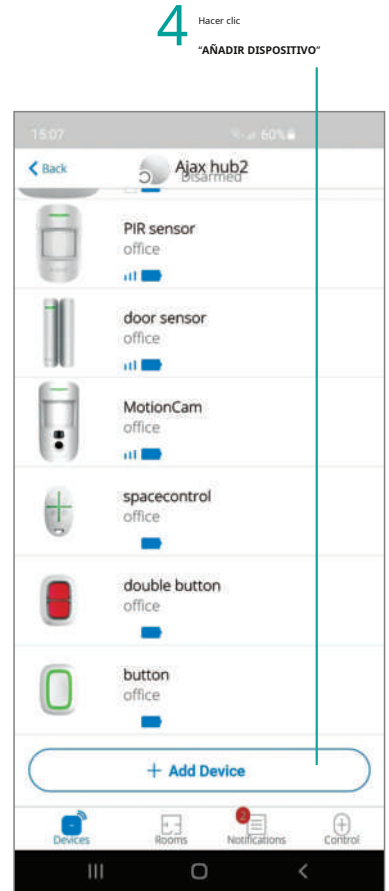 4
Hacer clic
“AÑADIR DISPOSITIVO”
15:07 60%
Back
Ajax hub2
Disarmed
PIR sensor
office
door sensor
office
MotionCam
office
spacecontrol
office
double button
office
button
office
+ Add Device
2
Devices Rooms Notifications Control